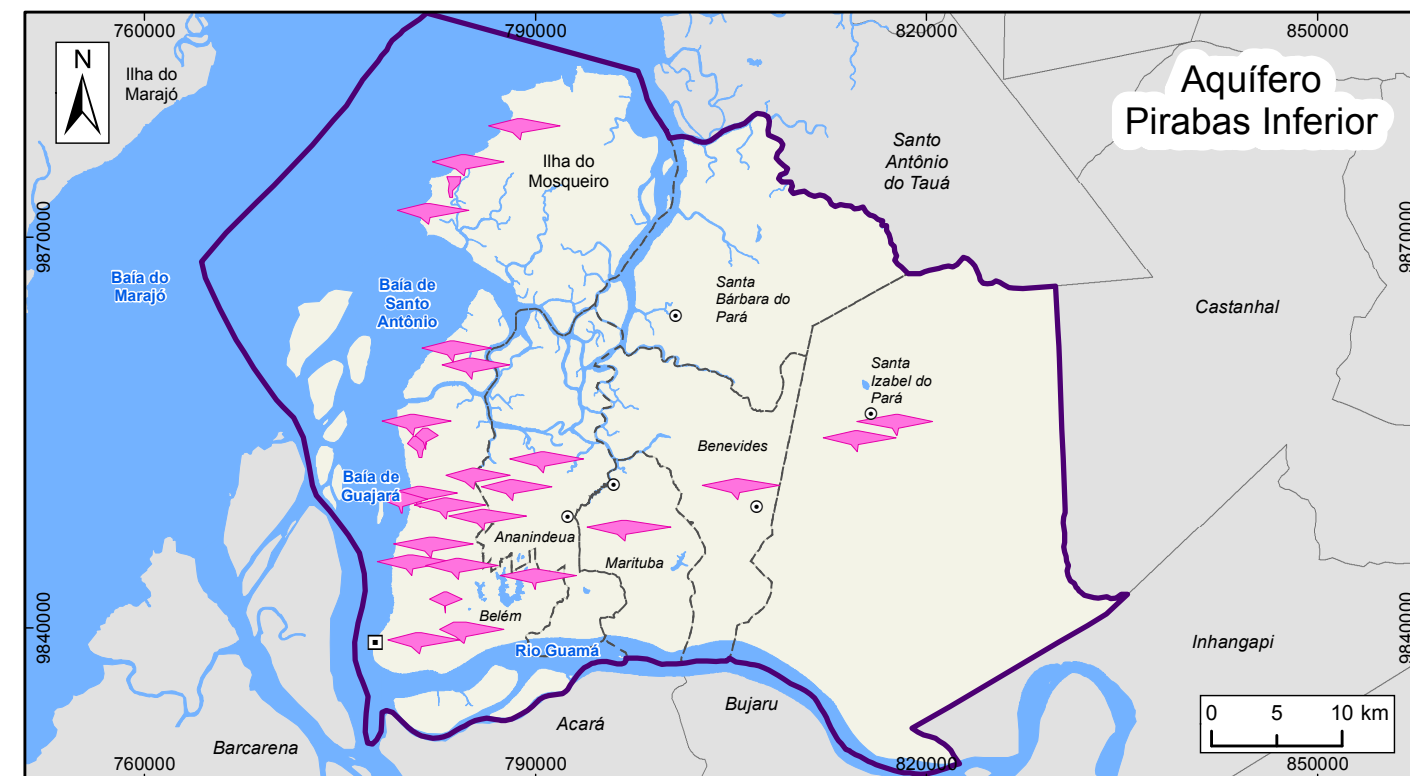 760000
790000
820000
850000
N
Ilha do
Marajó
Aquífero
Pirabas Inferior
Santo
Antônio
do Tauá
Ilha do
Mosqueiro
9870000
9870000
Baía do
Marajó
Baía de
Santo
Antônio
Santa
Bárbara do
Pará
Castanhal
Santa
Izabel do
Pará
Benevides
Baía de
Guajará
Ananindeua
Marituba
Belém
9840000
9840000
Rio Guamá
Inhangapi
Bujaru
Acará
Barcarena
0 5 10 km
760000
790000
820000
850000